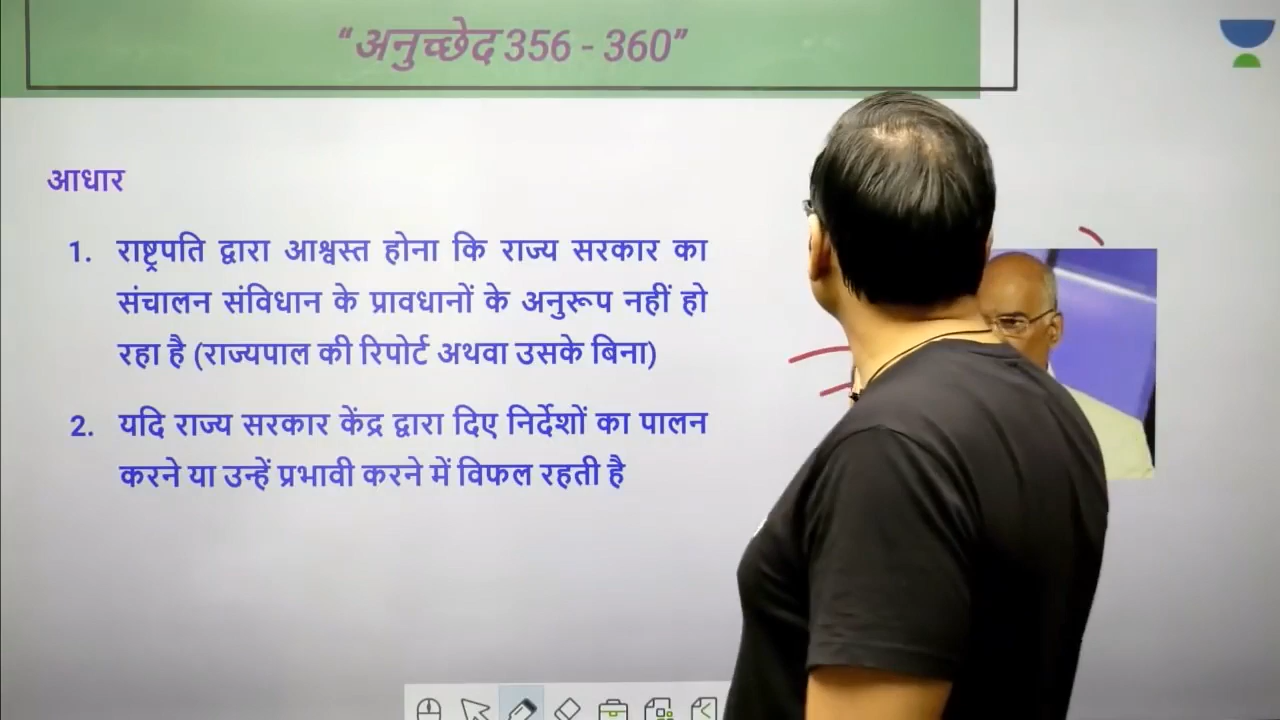 “अनुच्छेद 356 - 360”
आधार
1. राष्ट्रपति द्वारा आश्वस्त होना कि राज्य सरकार का
संचालन संविधान के प्रावधानों के अनुरूप नहीं हो
रहा है (राज्यपाल की रिपोर्ट अथवा उसके बिना)
2. यदि राज्य सरकार केंद्र द्वारा दिए निर्देशों का पालन
करने या उन्हें प्रभावी करने में विफल रहती है